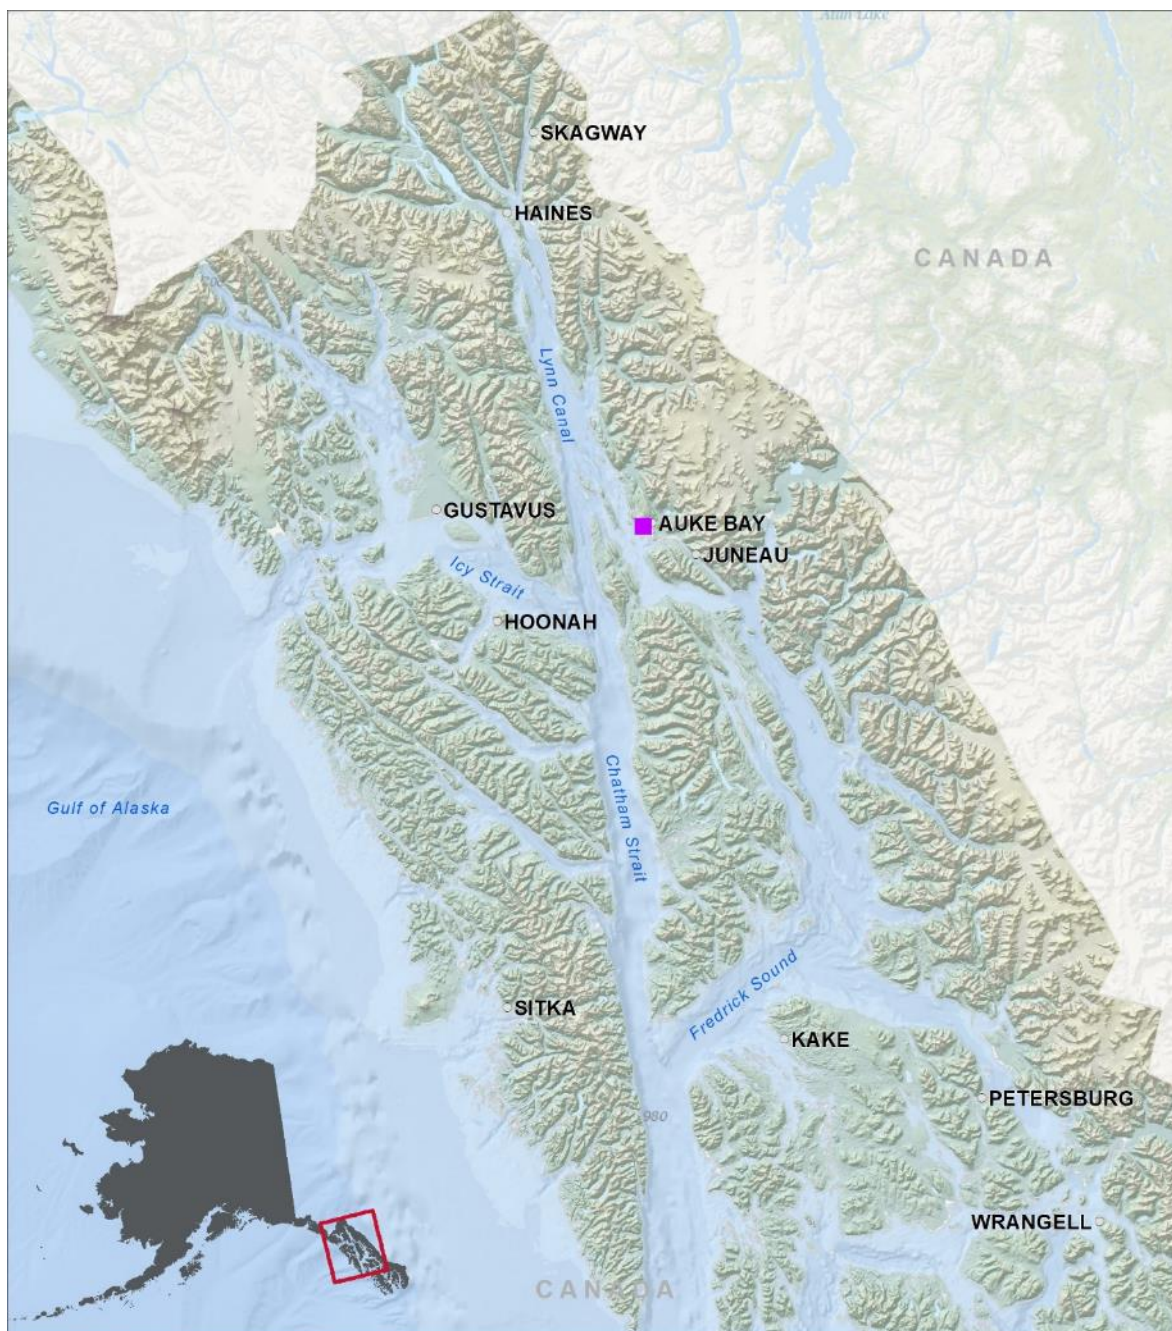 Atlin Lake
SKAGWAY
HAINES
CANADA
Lynn Canal
GUSTAVUS
AUKE BAY
JUNEAU
Icy Strait
HOONAH
Chatham Strait
Gulf of Alaska
Fredrick Sound
SITKA
KAKE
PETERSBURG
980
WRANGELL
CANADA